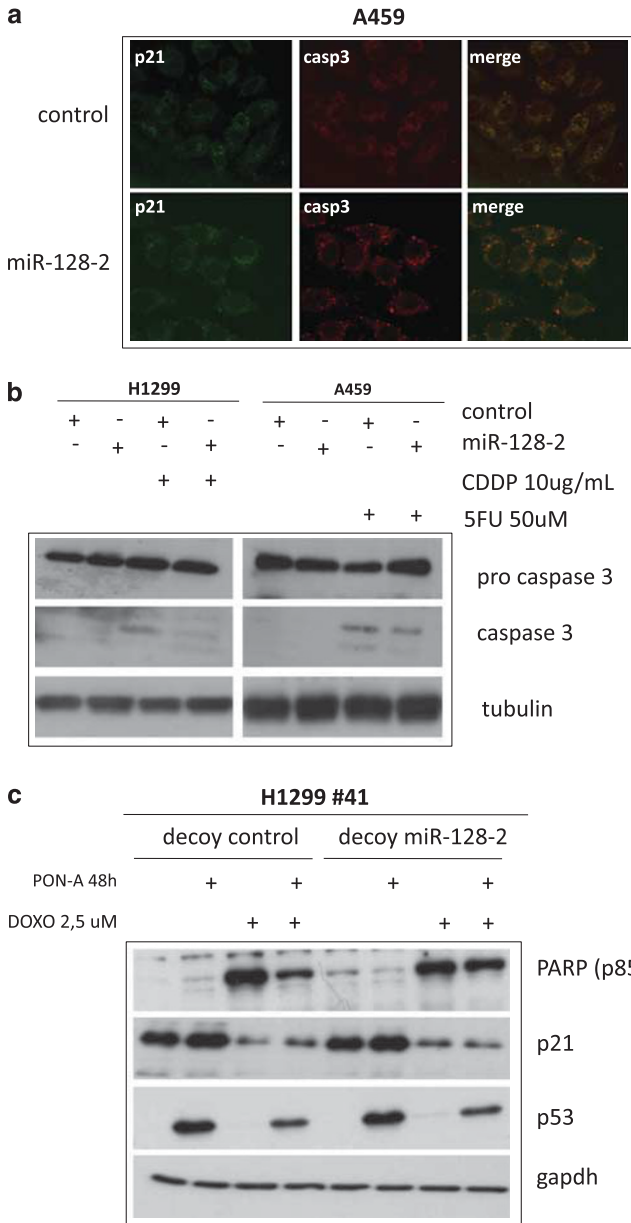 a
A459
p21 casp3 merge
control
p21 casp3 merge
miR-128-2
b
H1299 A459
+ - + - + - + - control
- + - + - + - + miR-128-2
+ + CDDP 10ug/mL
+ + 5FU 50uM
pro caspase 3
caspase 3
tubulin
c
H1299 #41
decoy control decoy miR-128-2
PON-A 48h + + + +
DOXO 2,5 uM + + + +
PARP (p85
p21
p53
gapdh